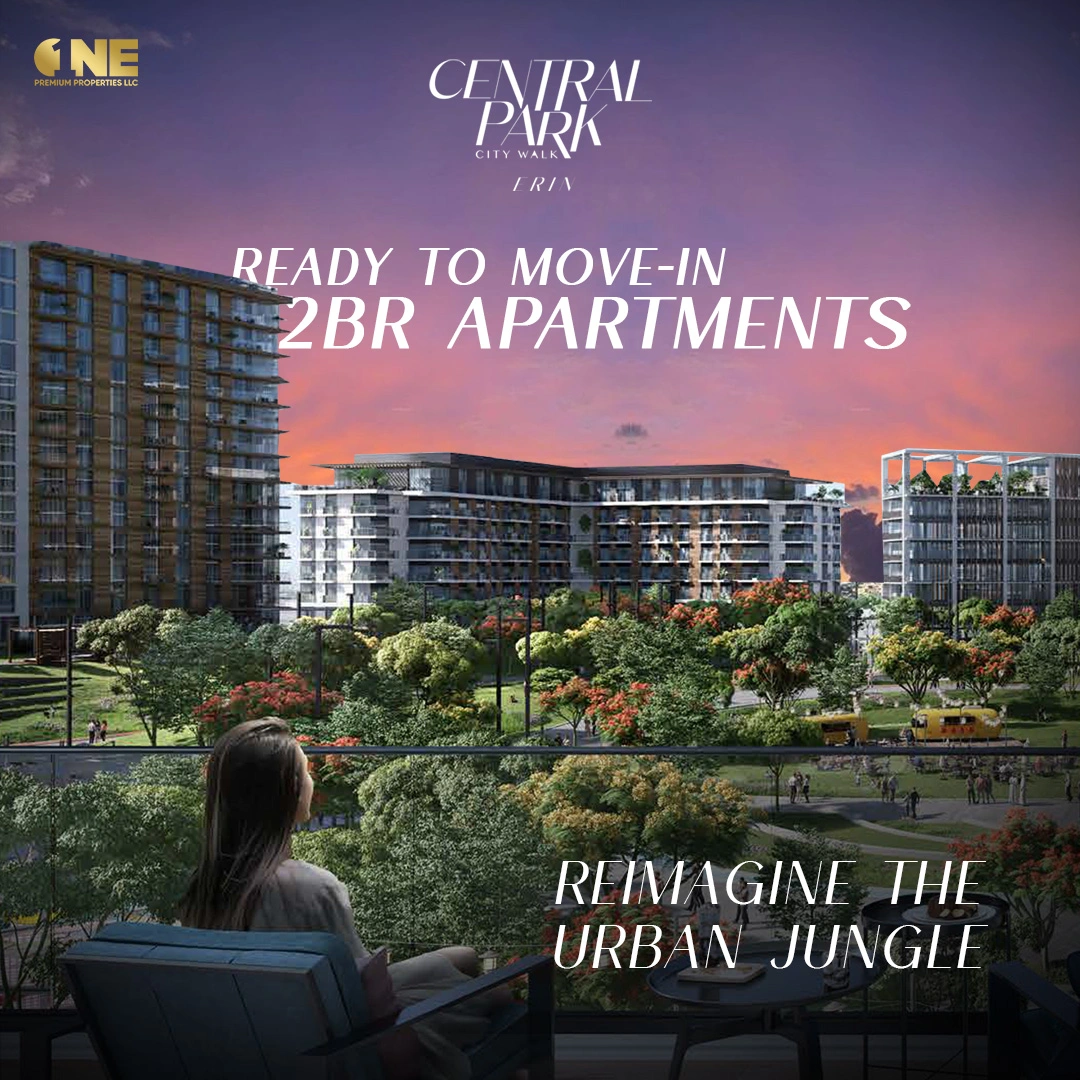 ONE
PREMIUM PROPERTIES LLC
CENTRAL
PARK
CITY WALK
ERIN
READY TO MOVE-IN
2BR APARTMENTS
REIMAGINE THE
URBAN JUNGLE